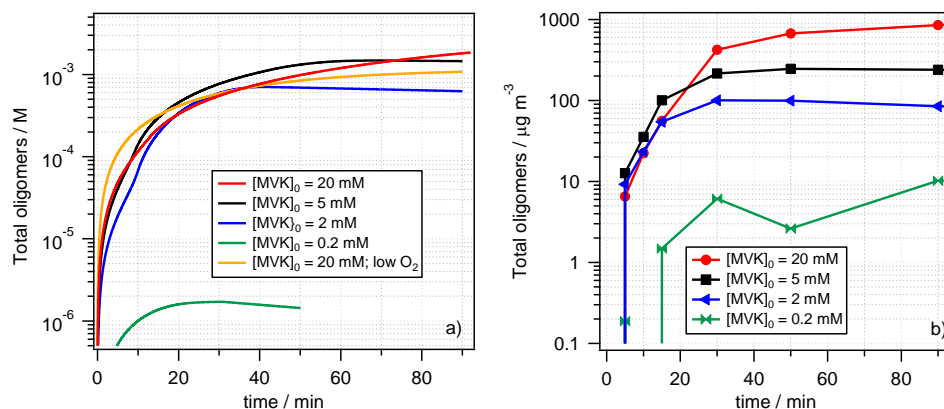 Total oligomers / M
10⁻³
10⁻⁴
10⁻⁵
10⁻⁶
[MVK]₀ = 20 mM
[MVK]₀ = 5 mM
[MVK}₀ = 2 mM
[MVK]₀ = 0.2 mM
[MVK]₀ = 20 mM; low O₂
a)
0 20 40 60 80
time / min
Total oligomers / µg m⁻³
1000
100
10
1
0.1
[MVK]₀ = 20 mM
[MVK]₀ = 5 mM
[MVK]₀ = 2 mM
[MVK]₀ = 0.2 mM
b)
0 20 40 60 80
time / min